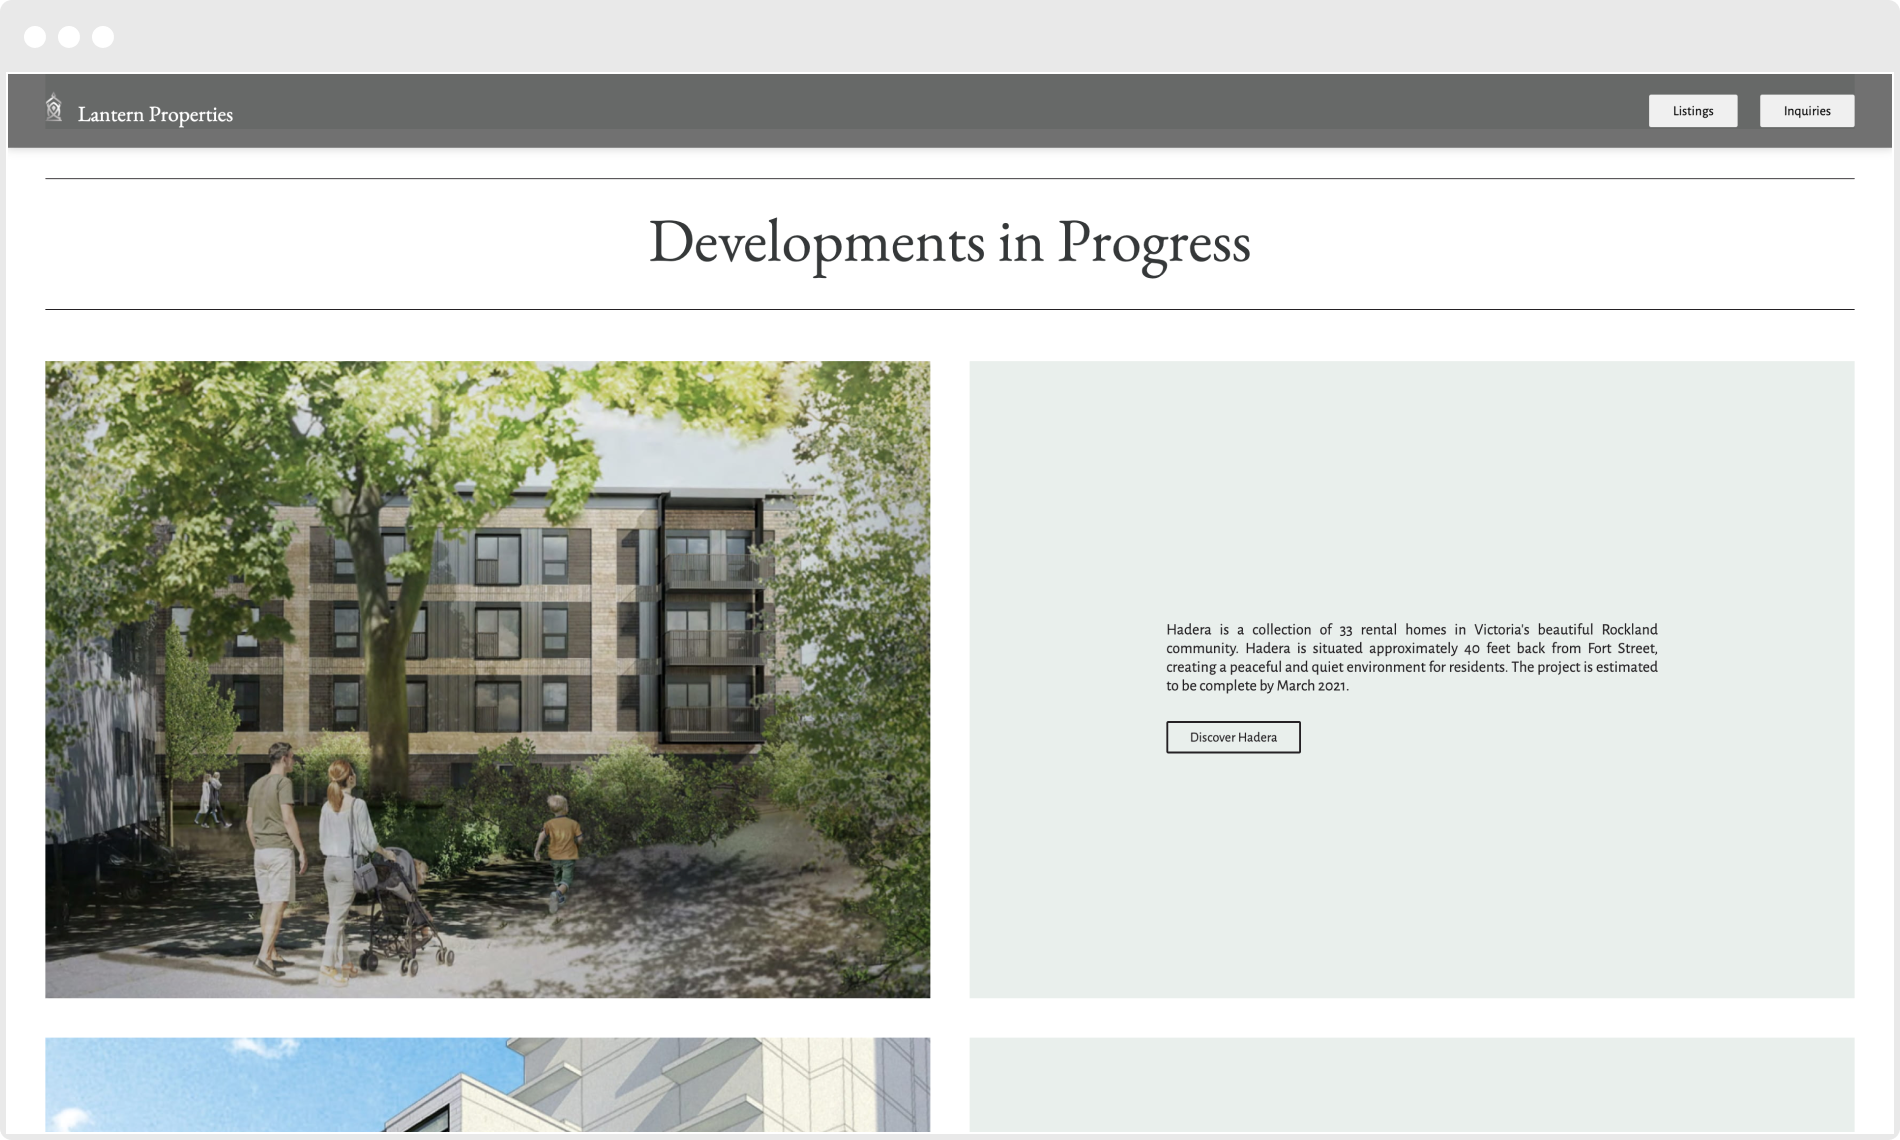 Lantern Properties
Listings
Inquiries
Developments in Progress
Hadera is a collection of 33 rental homes in Victoria's beautiful Rockland
community. Hadera is situated approximately 40 feet back from Fort Street,
creating a peaceful and quiet environment for residents. The project is estimated
to be complete by March 2021.
Discover Hadera